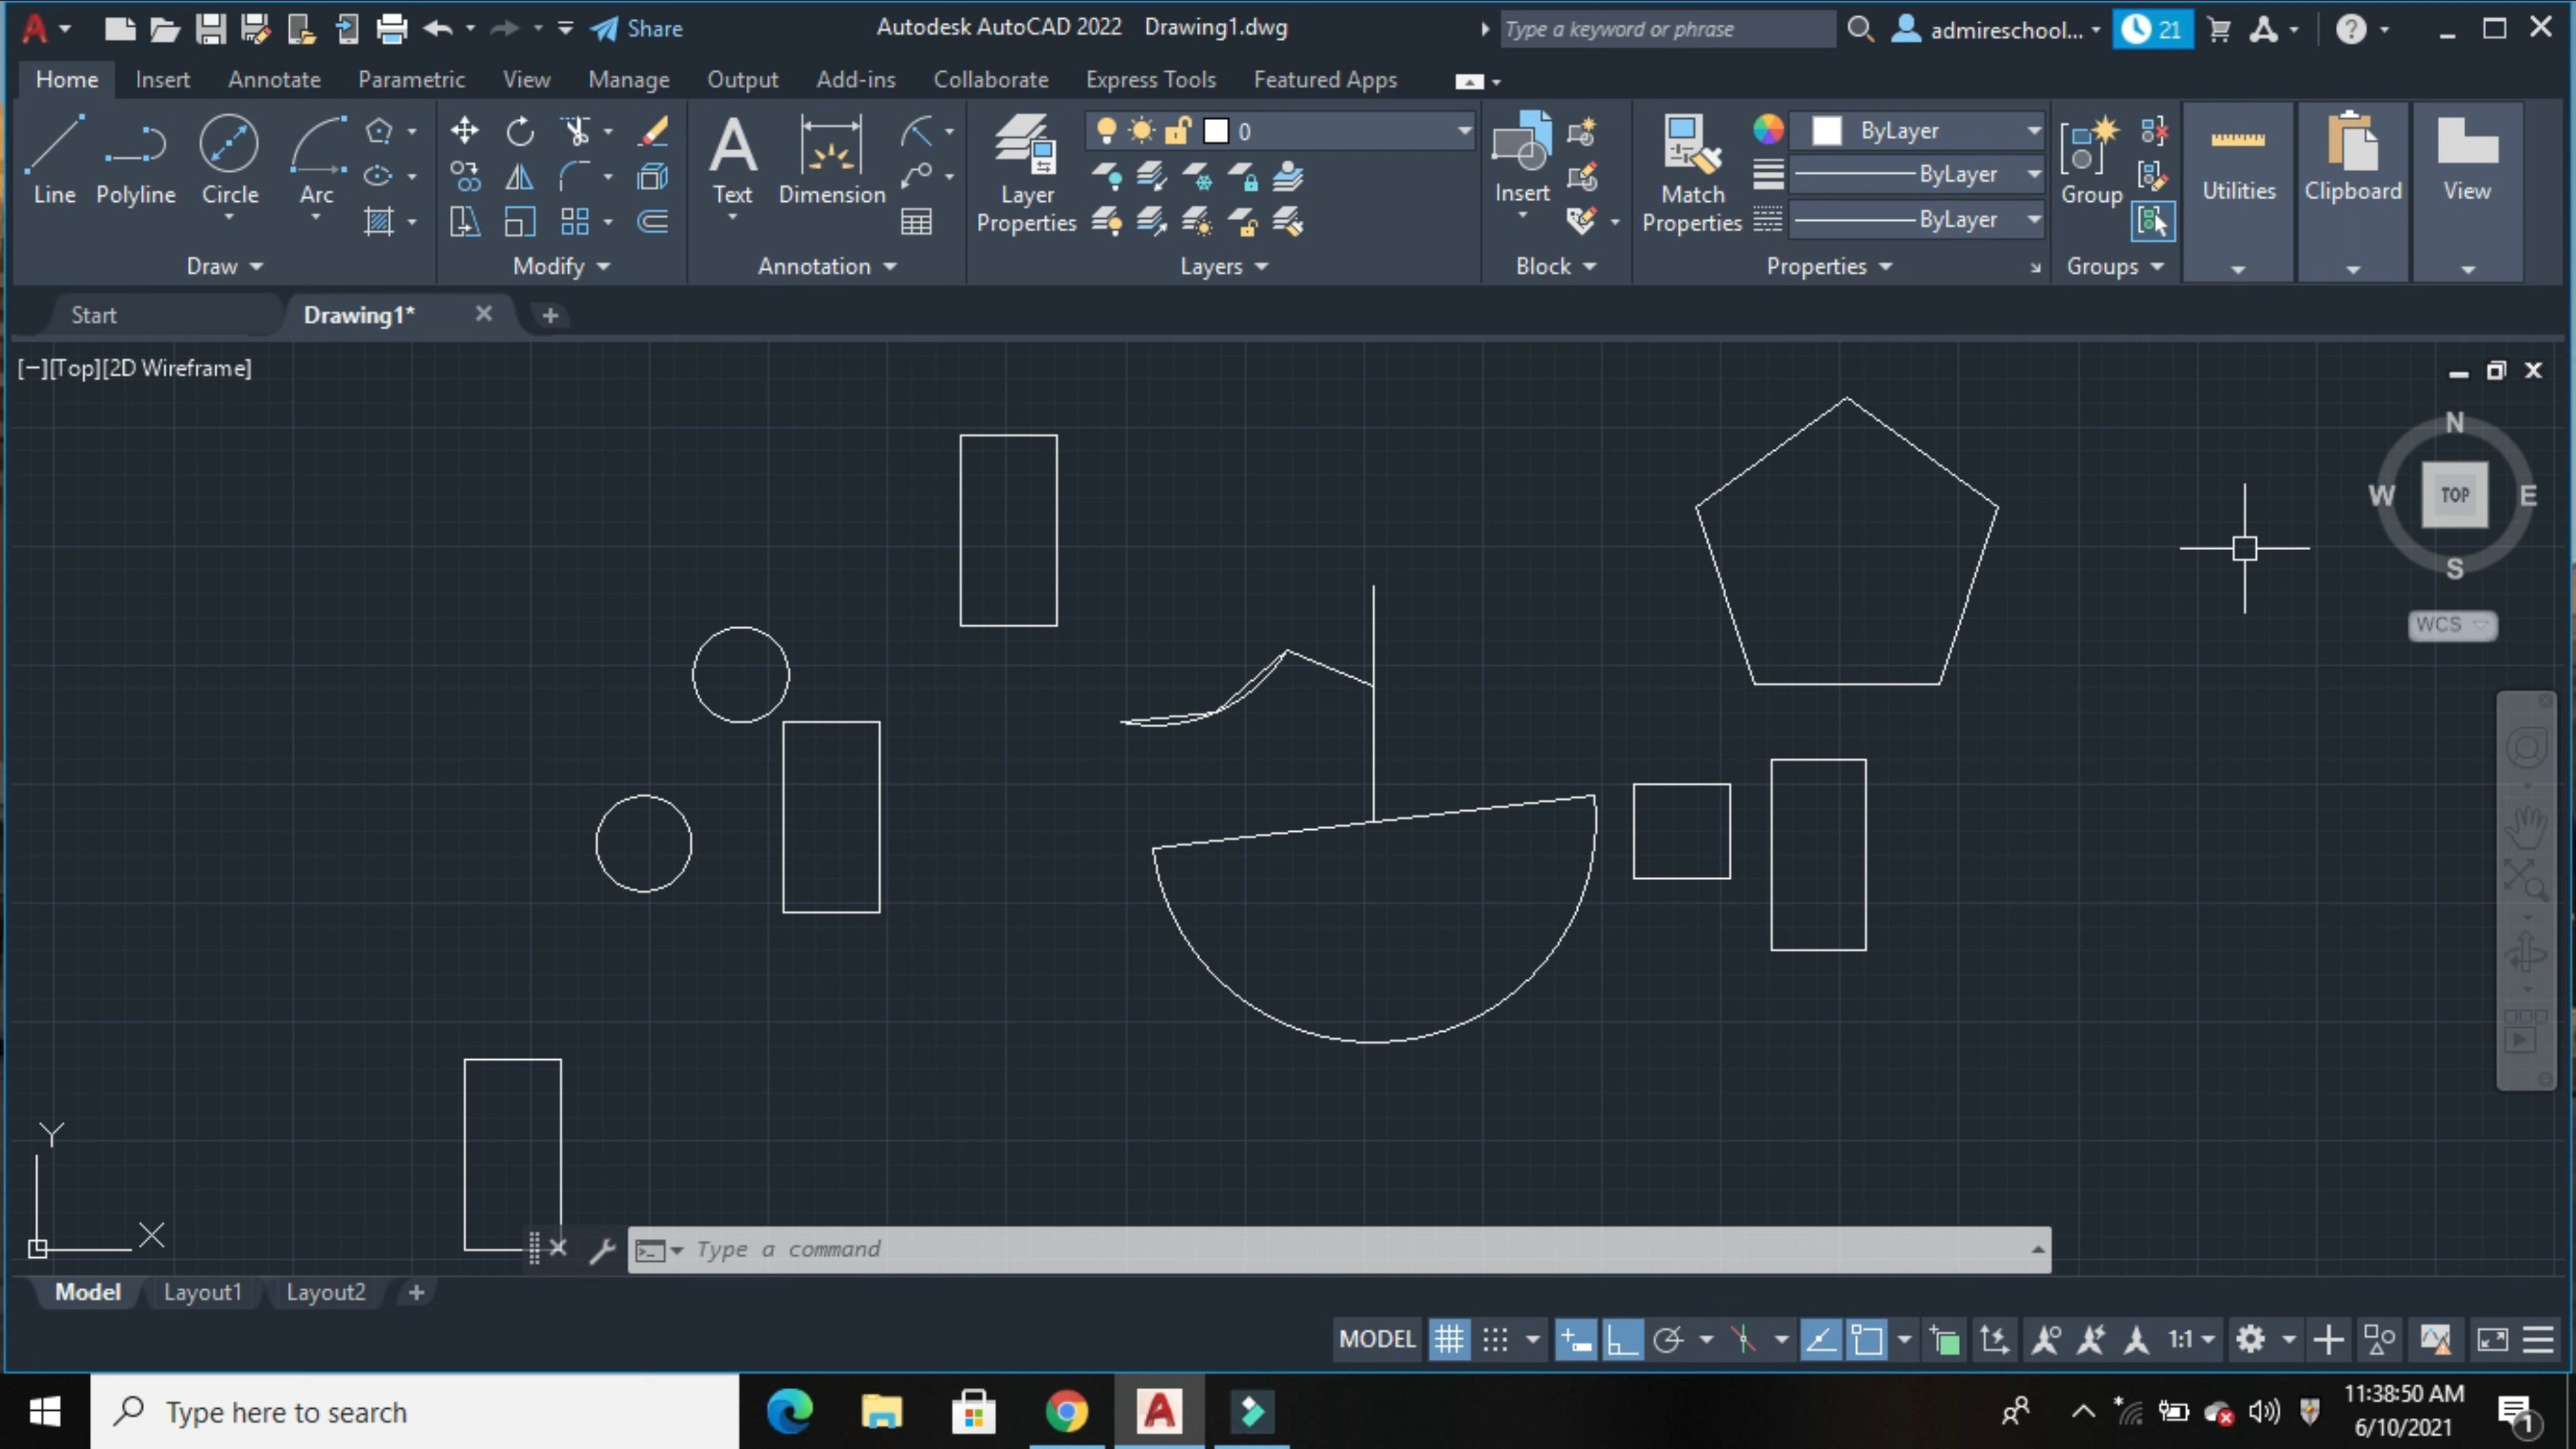 Share
Autodesk AutoCAD 2022 Drawing1.dwg
Type a keyword or phrase
admireschool...
21
Home Insert Annotate Parametric View Manage Output Add-ins Collaborate Express Tools Featured Apps
Line Polyline Circle Arc
Draw
Modify
Text Dimension
Annotation
Layer
Properties
0
Layers
Insert
Block
Match
Properties
ByLayer
ByLayer
ByLayer
Properties
Group
Groups
Utilities
Clipboard
View
Start Drawing1*
[−][Top][2D Wireframe]
N
W TOP E
S
WCS
Y
X
Type a command
Model Layout1 Layout2
MODEL
1:1
Type here to search
11:38:50 AM
6/10/2021
1